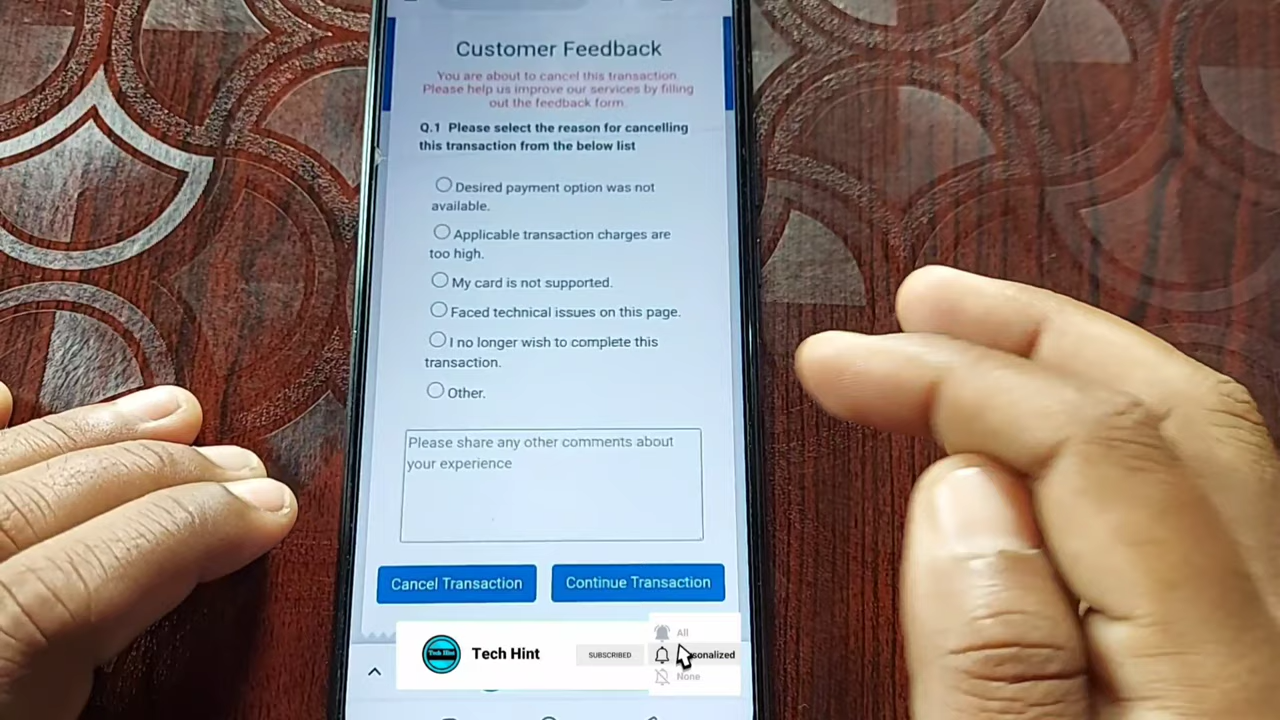 Customer Feedback
You are about to cancel this transaction.
Please help us improve our services by filling
out the feedback form.
Q.1 Please select the reason for cancelling
this transaction from the below list
Desired payment option was not
available.
Applicable transaction charges are
too high.
My card is not supported.
Faced technical issues on this page.
I no longer wish to complete this
transaction.
Other.
Please share any other comments about
your experience
Cancel Transaction
Continue Transaction
Tech Hint
Tech Hint
SUBSCRIBED
All
sonalized
None